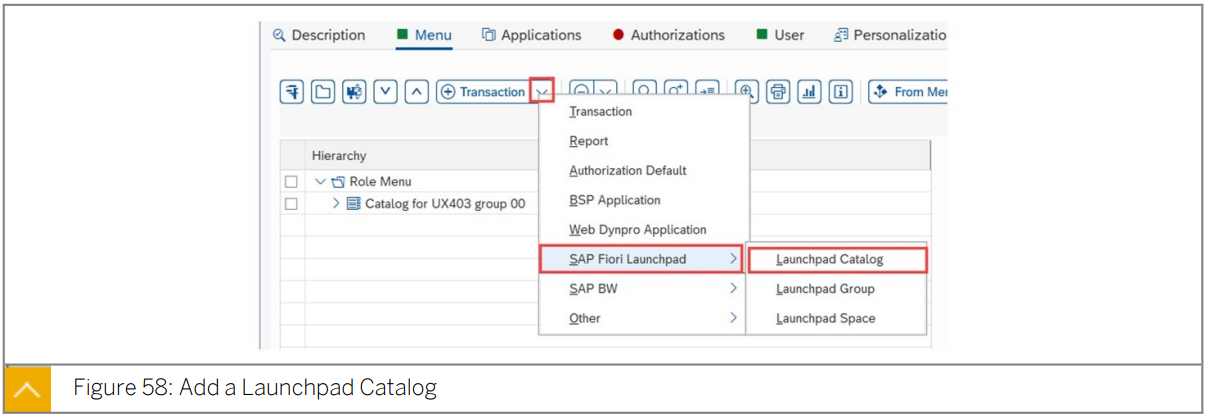 Description Menu Applications Authorizations User Personalizatio
Transaction From Mer
Transaction
Report
Authorization Default
BSP Application
Web Dynpro Application
SAP Fiori Launchpad
SAP BW
Other
Launchpad Catalog
Launchpad Group
Launchpad Space
Hierarchy
Role Menu
Catalog for UX403 group 00
Figure 58: Add a Launchpad Catalog